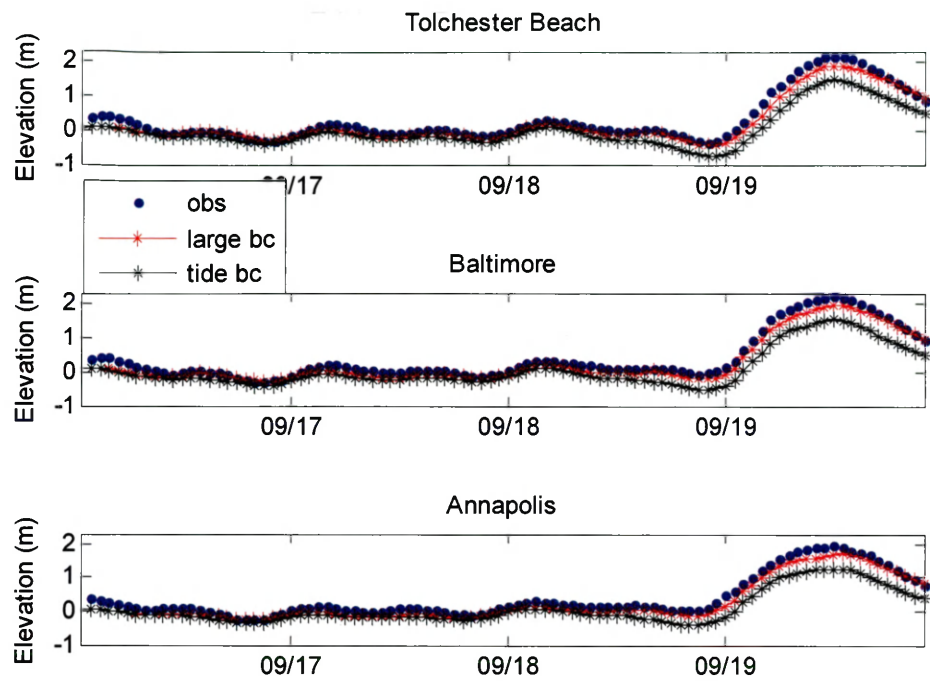 Tolchester Beach
Elevation (m)
2
1
0
-1
/17
09/18
09/19
obs
large bc
tide bc
Baltimore
Elevation (m)
2
1
0
-1
09/17
09/18
09/19
Annapolis
Elevation (m)
2
1
0
-1
09/17
09/18
09/19